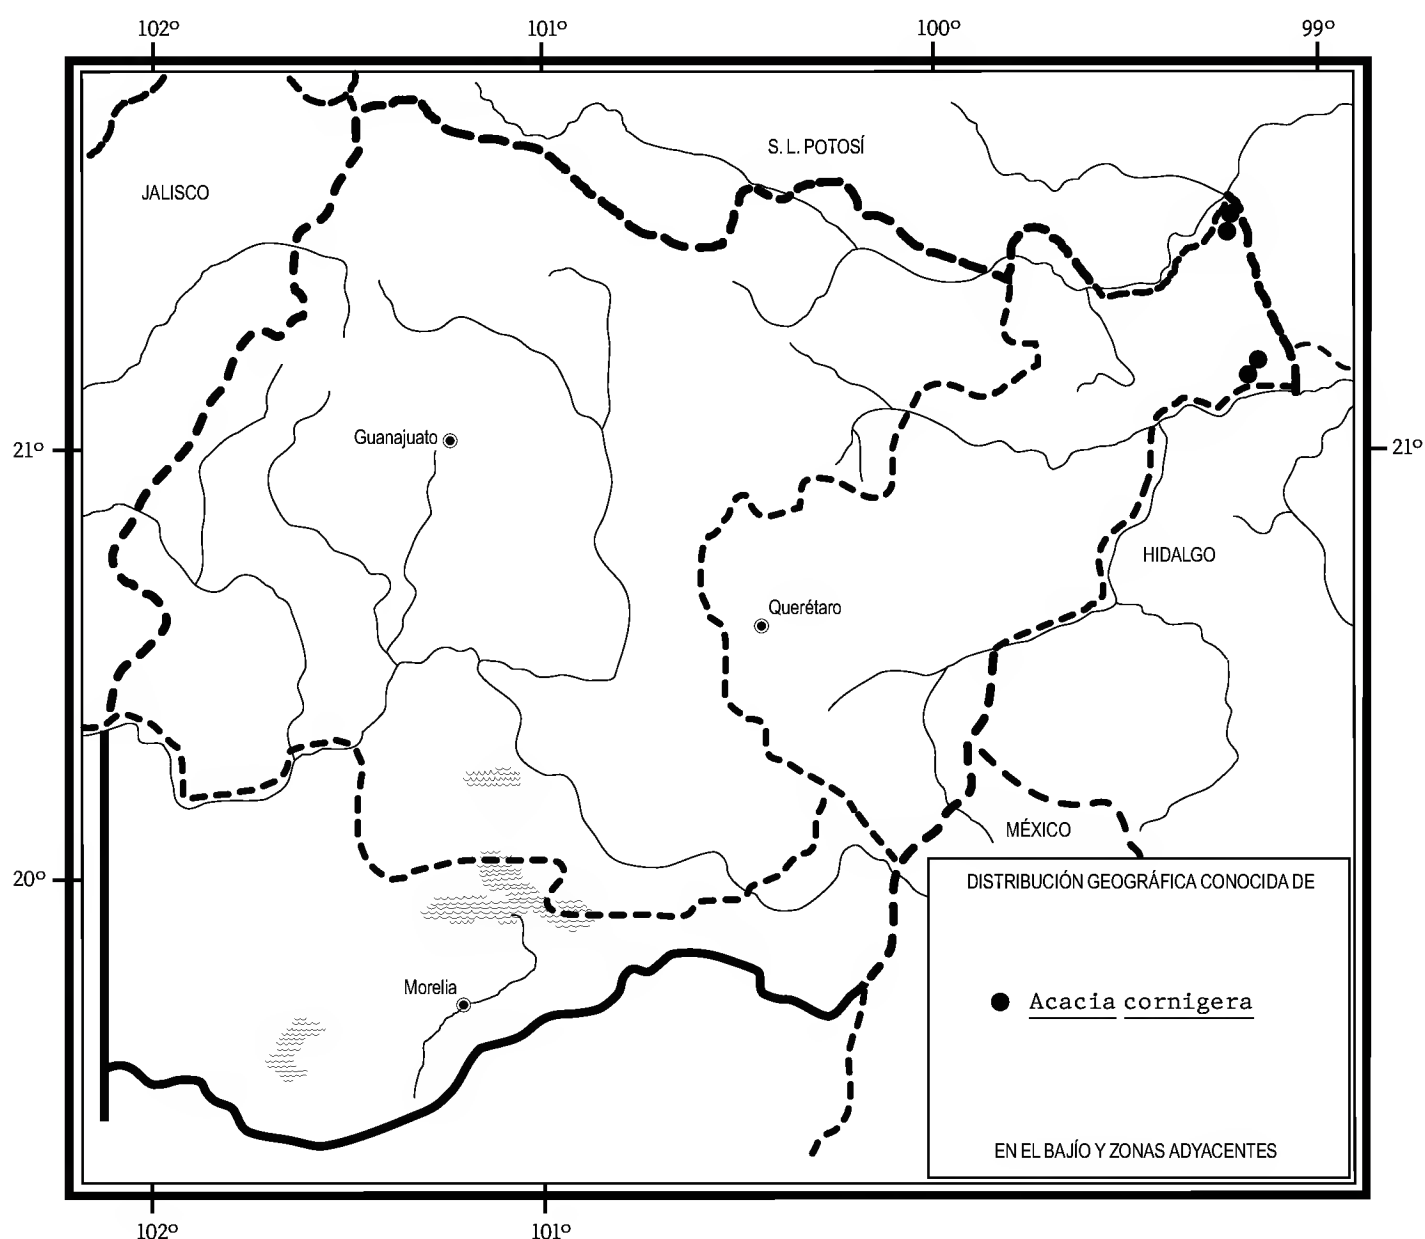 102º 101º 100º 99º
S. L. POTOSÍ
JALISCO
Guanajuato
21º
21º
HIDALGO
Querétaro
MÉXICO
20º
DISTRIBUCIÓN GEOGRÁFICA CONOCIDA DE
Morelia
Acacia cornigera
EN EL BAJÍO Y ZONAS ADYACENTES
102º 101º